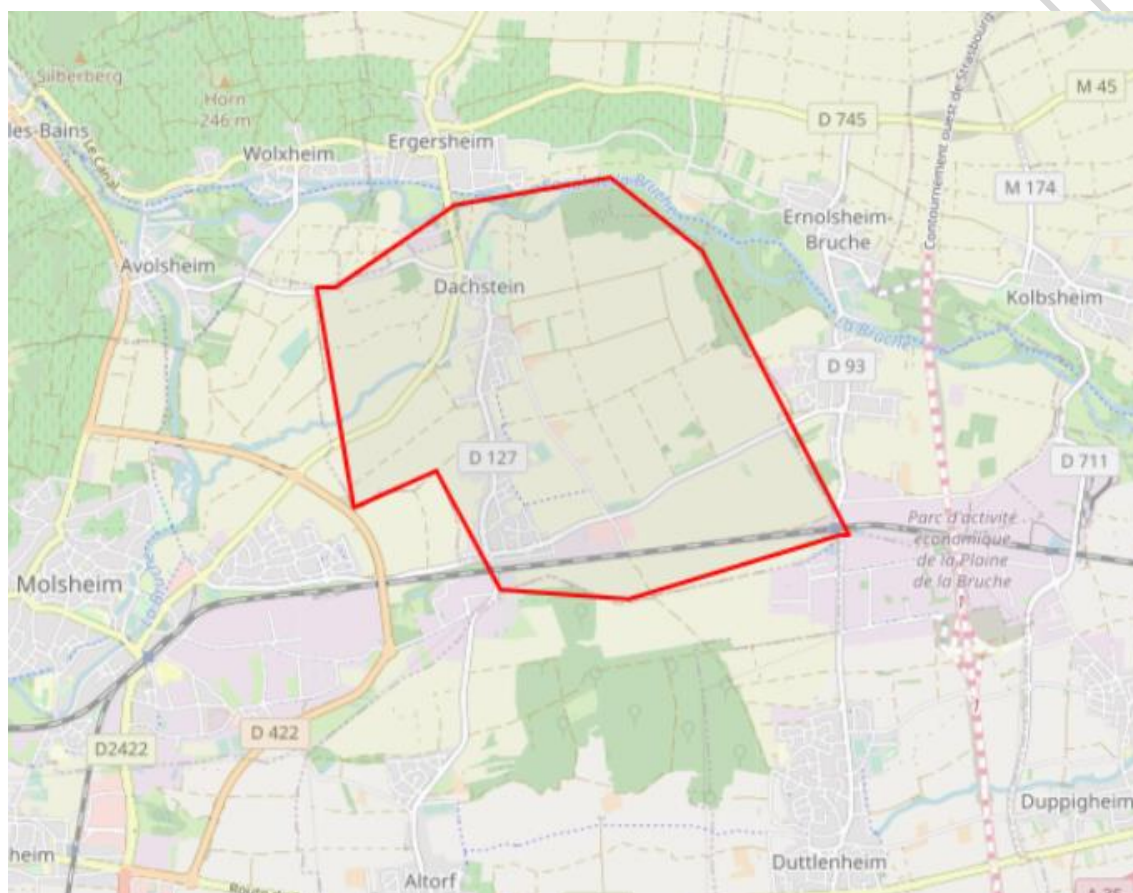 Silberberg
Horn
246 m
les-Bains
Le Canal
Wolxheim
Ergersheim
M 45
D 745
Contournement ouest de Strasbourg
M 174
Ernolsheim-
Bruche
Avolsheim
Dachstein
Kolbsheim
La Bruche
D 93
D 127
D 711
Parc d'activité
économique
de la Plaine
de la Bruche
Molsheim
D 422
D2422
Duppigheim
heim
Altorf
Duttlenheim
A 35